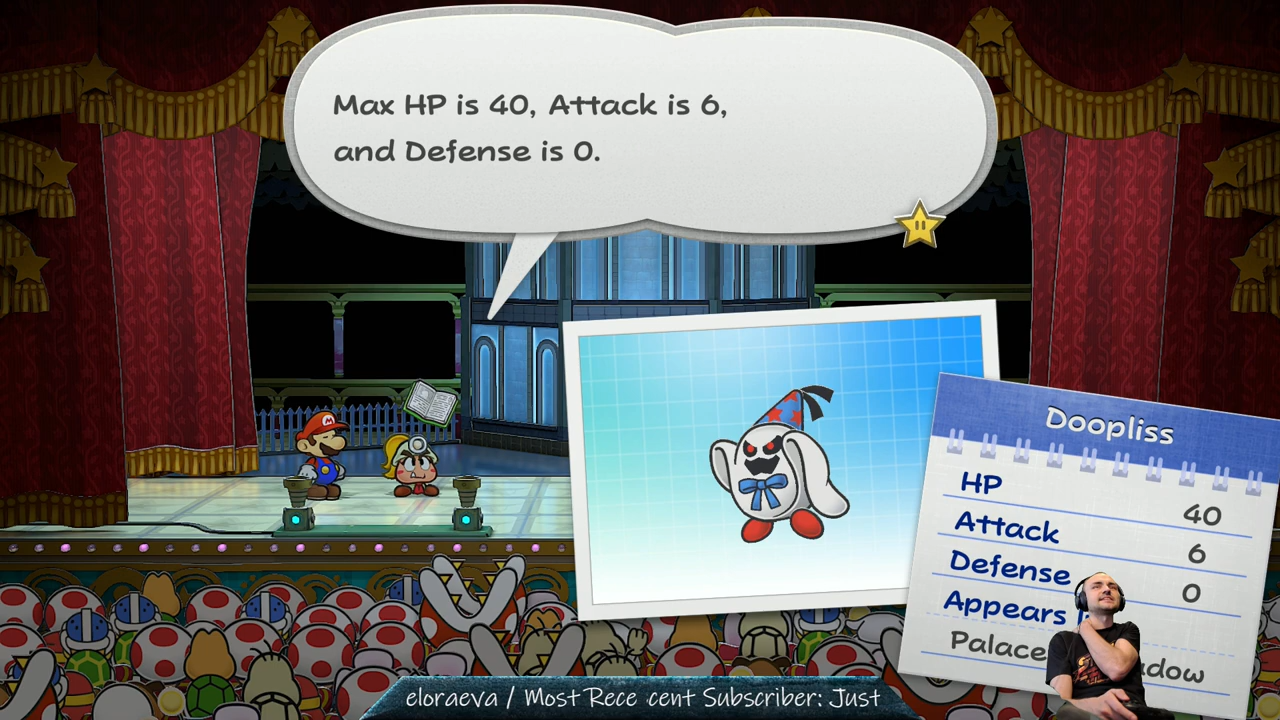 Max HP is 40, Attack is 6,
and Defense is 0.
Doopliss
HP 40
Attack 6
Defense 0
Appears
Palace
eloraeva / Most Rece cent Subscriber: Just
M